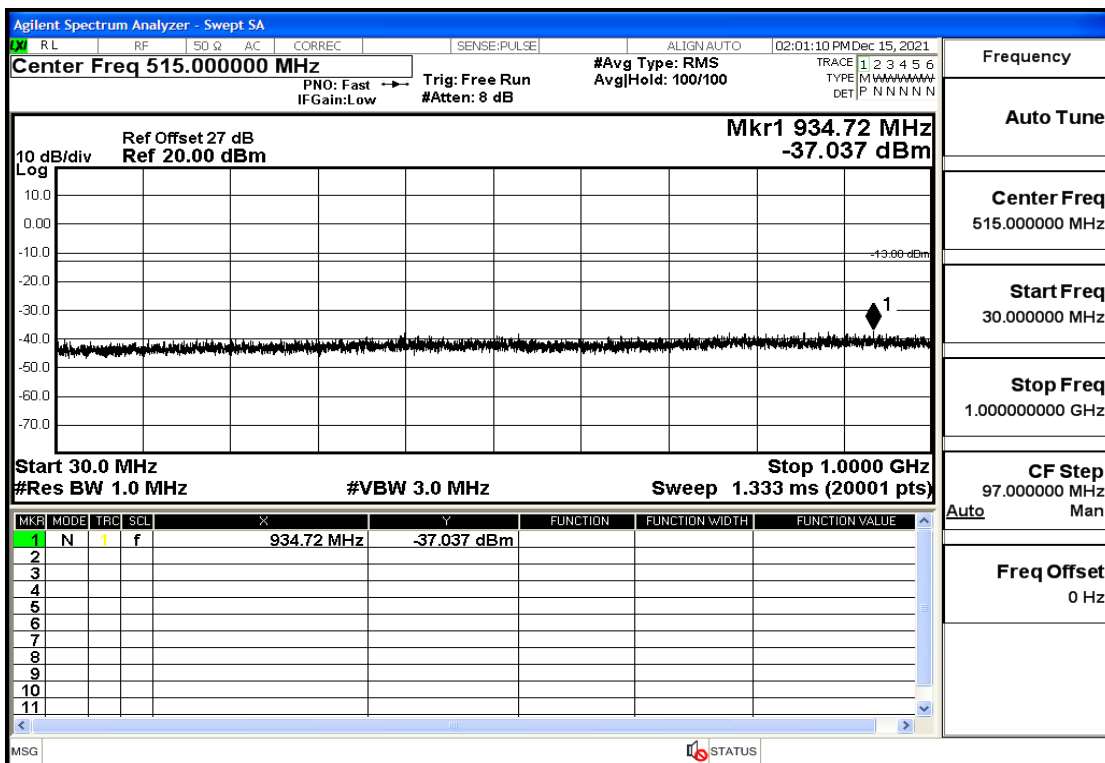 Agilent Spectrum Analyzer - Swept SA
LXI RL RF 50 Ω AC CORREC SENSE:PULSE ALIGN AUTO 02:01:10 PM Dec 15, 2021
Center Freq 515.000000 MHz
PNO: Fast
IFGain:Low
Trig: Free Run
#Atten: 8 dB
#Avg Type: RMS
Avg|Hold: 100/100
TRACE 1 2 3 4 5 6
TYPE M WWWWW
DET P N N N N N
Ref Offset 27 dB
10 dB/div Ref 20.00 dBm
Log
Mkr1 934.72 MHz
-37.037 dBm
10.0
0.00
-10.0
-13.00 dBm
-20.0
-30.0
1
-40.0
-50.0
-60.0
-70.0
Start 30.0 MHz Stop 1.0000 GHz
#Res BW 1.0 MHz #VBW 3.0 MHz Sweep 1.333 ms (20001 pts)
MKR MODE TRC SCL X Y FUNCTION FUNCTION WIDTH FUNCTION VALUE
1 N 1 f 934.72 MHz -37.037 dBm
2
3
4
5
6
7
8
9
10
11
MSG STATUS
Frequency
Auto Tune
Center Freq
515.000000 MHz
Start Freq
30.000000 MHz
Stop Freq
1.000000000 GHz
CF Step
97.000000 MHz
Auto Man
Freq Offset
0 Hz